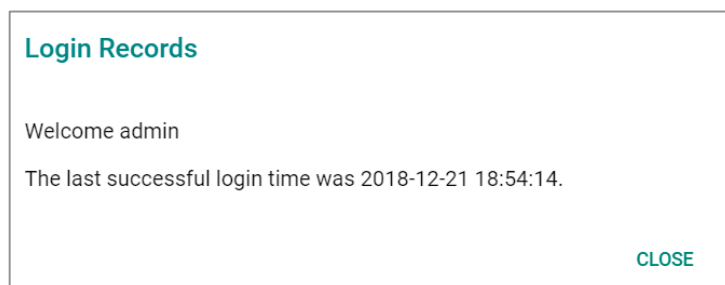 Login Records
Welcome admin
The last successful login time was 2018-12-21 18:54:14.
CLOSE